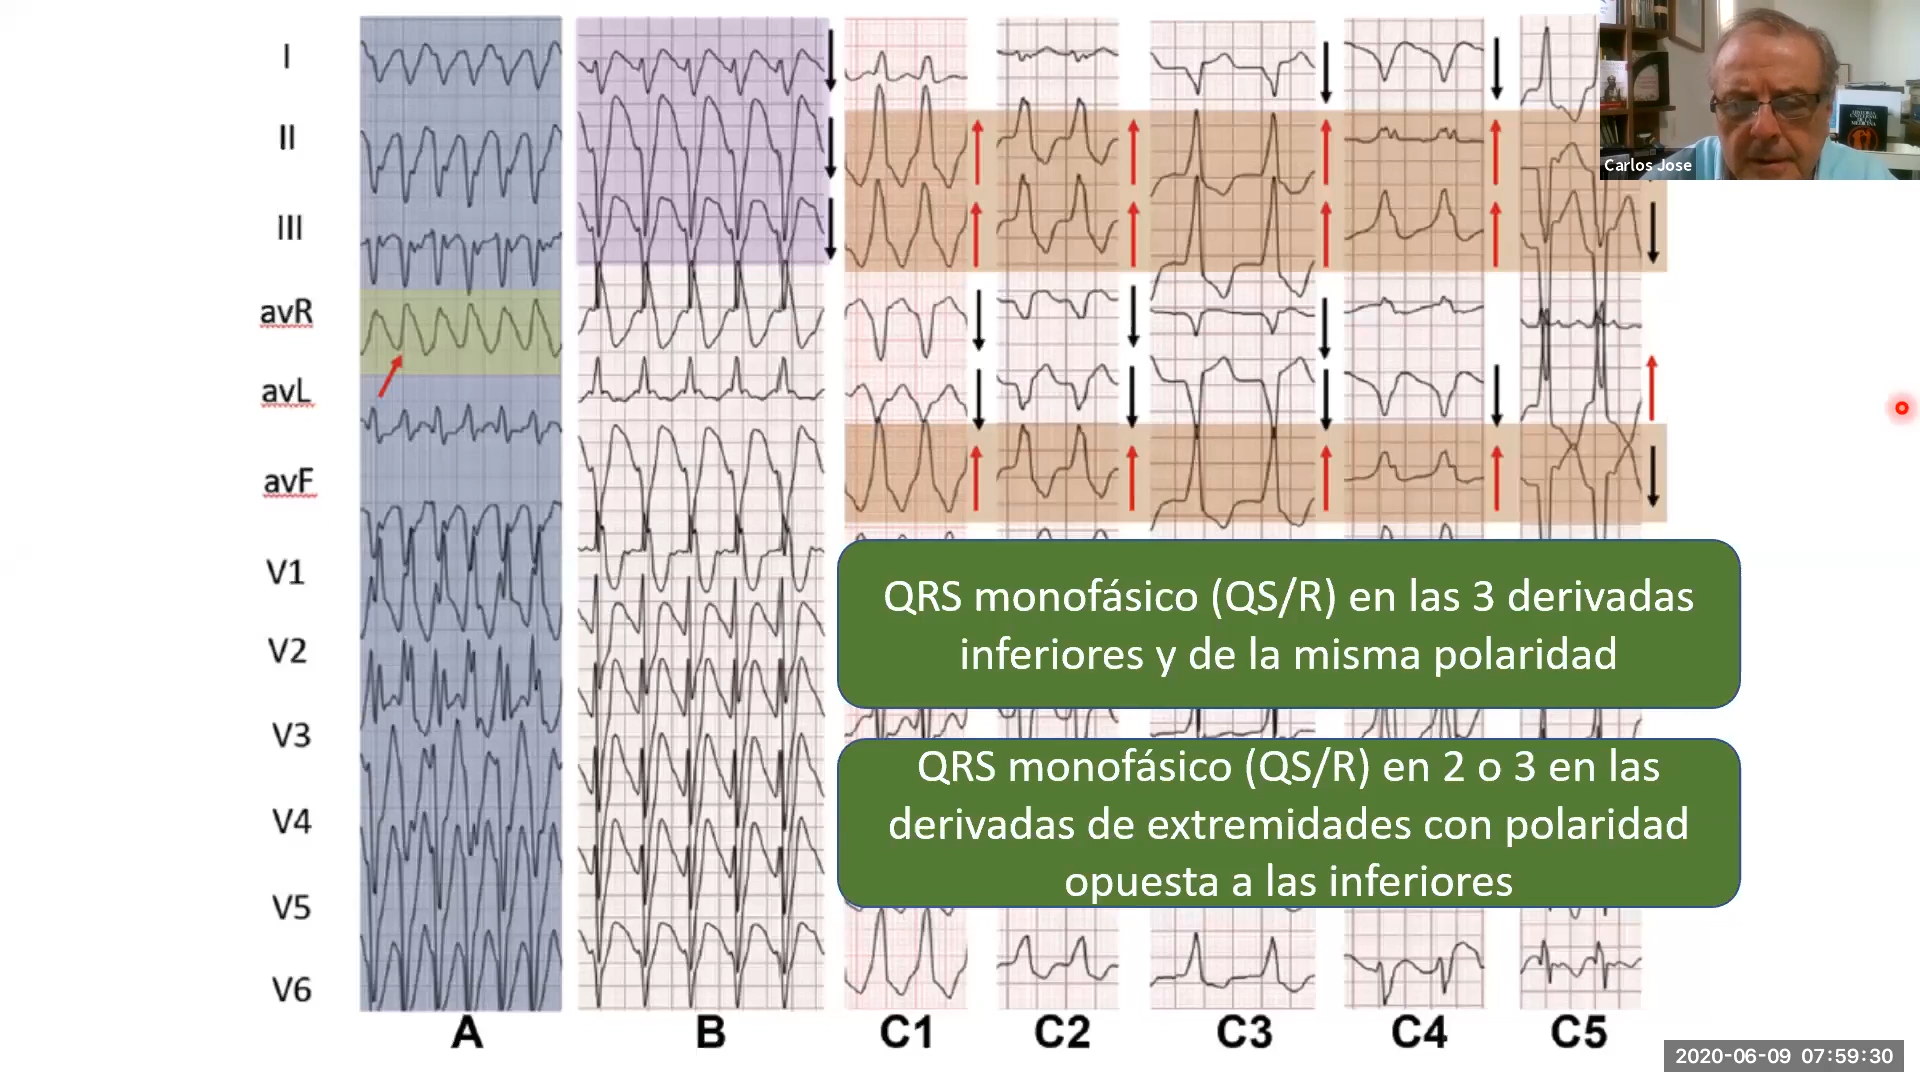 I
II
III
avR
avL
avF
V1
V2
V3
V4
V5
V6
Carlos Jose
QRS monofásico (QS/R) en las 3 derivadas
inferiores y de la misma polaridad
QRS monofásico (QS/R) en 2 o 3 en las
derivadas de extremidades con polaridad
opuesta a las inferiores
A
B
C1
C2
C3
C4
C5
2020-06-09 07:59:30